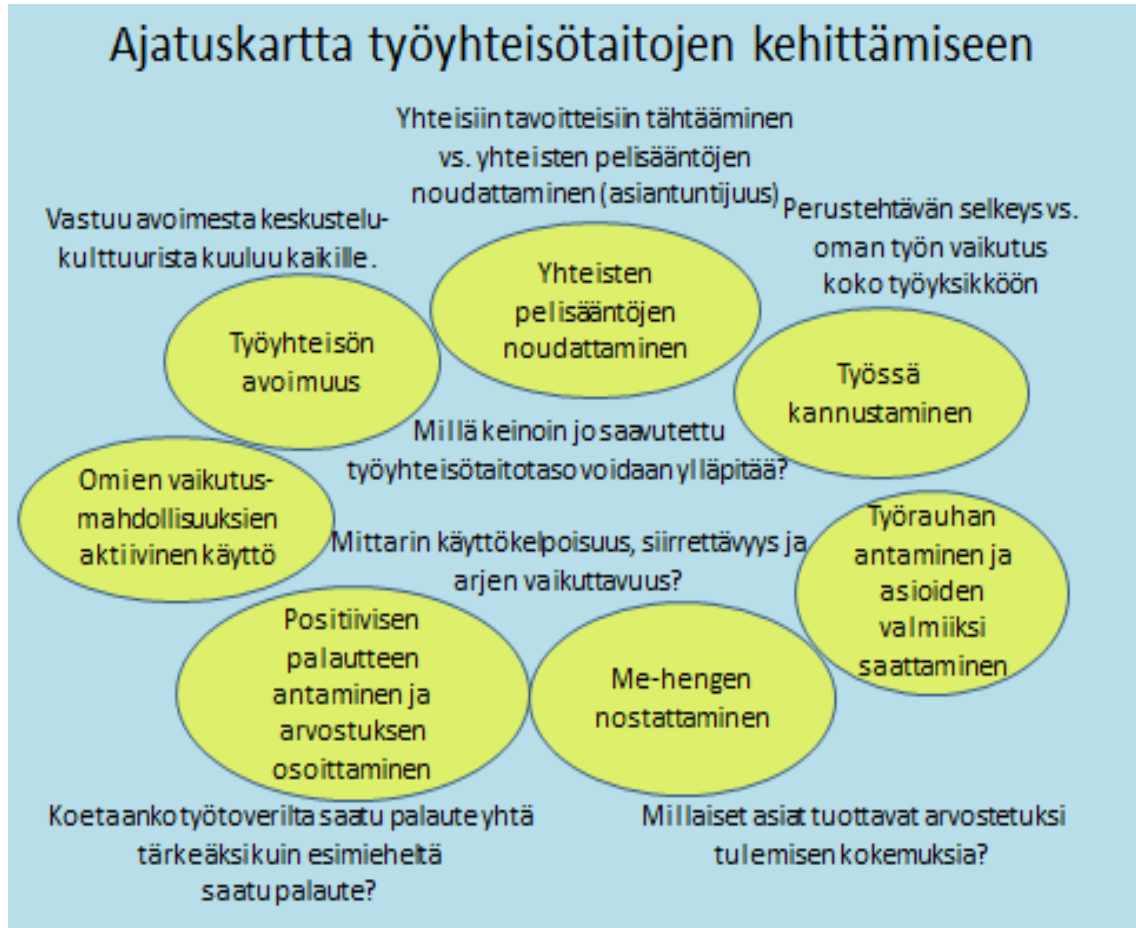 Ajatuskartta työyhteisötaitojen kehittämiseen
Yhteisiin tavoitteisiin tähtääminen
vs. yhteisten pelisääntöjen
noudattaminen (asiantuntijuus)
Vastuu avoimesta keskustelu-
kulttuurista kuuluu kaikille.
Perustehtävän selkeys vs.
oman työn vaikutus
koko työyksikköön
Yhteisten
pelisääntöjen
noudattaminen
Työyhteisön
avoimuus
Työssä
kannustaminen
Millä keinoin jo saavutettu
työyhteisötaitotaso voidaan ylläpitää?
Omien vaikutus-
mahdollisuuksien
aktiivinen käyttö
Mittarin käyttökelpoisuus, siirrettävyys ja
arjen vaikuttavuus?
Työrauhan
antaminen ja
asioiden
valmiiksi
saattaminen
Positiivisen
palautteen
antaminen ja
arvostuksen
osoittaminen
Me-hengen
nostattaminen
Koetaanko työtoverilta saatu palaute yhtä
tärkeäksi kuin esimieheltä
saatu palaute?
Millaiset asiat tuottavat arvostetuksi
tulemisen kokemuksia?